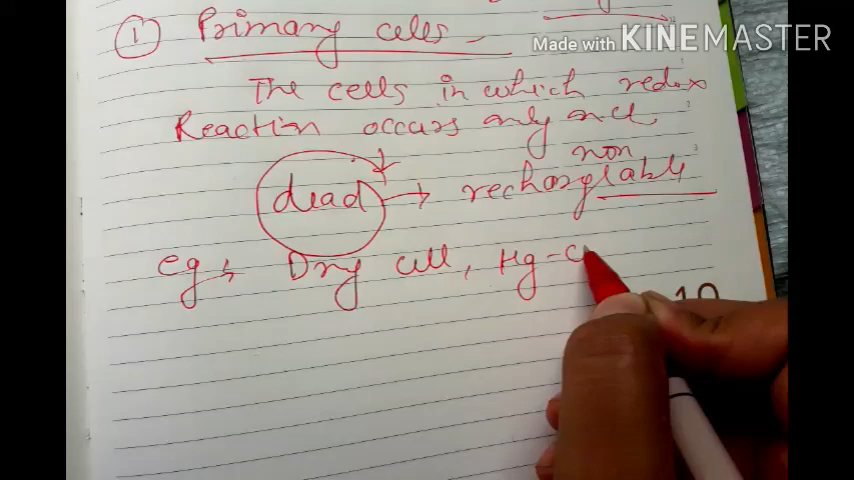 Made with KINEMASTER
① Primary cells -
The cells in which redox
Reaction occurs only once.
non
dead → rechargeable
eg → Dry cell, Hg-c